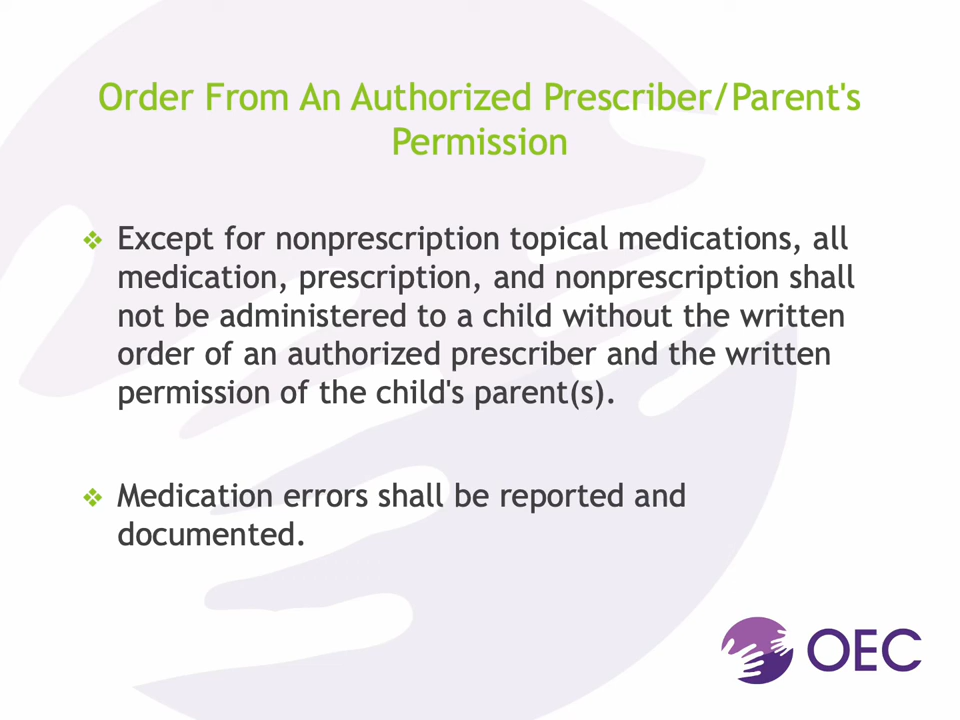 Order From An Authorized Prescriber/Parent's
Permission
❖ Except for nonprescription topical medications, all
medication, prescription, and nonprescription shall
not be administered to a child without the written
order of an authorized prescriber and the written
permission of the child's parent(s).
❖ Medication errors shall be reported and
documented.
OEC